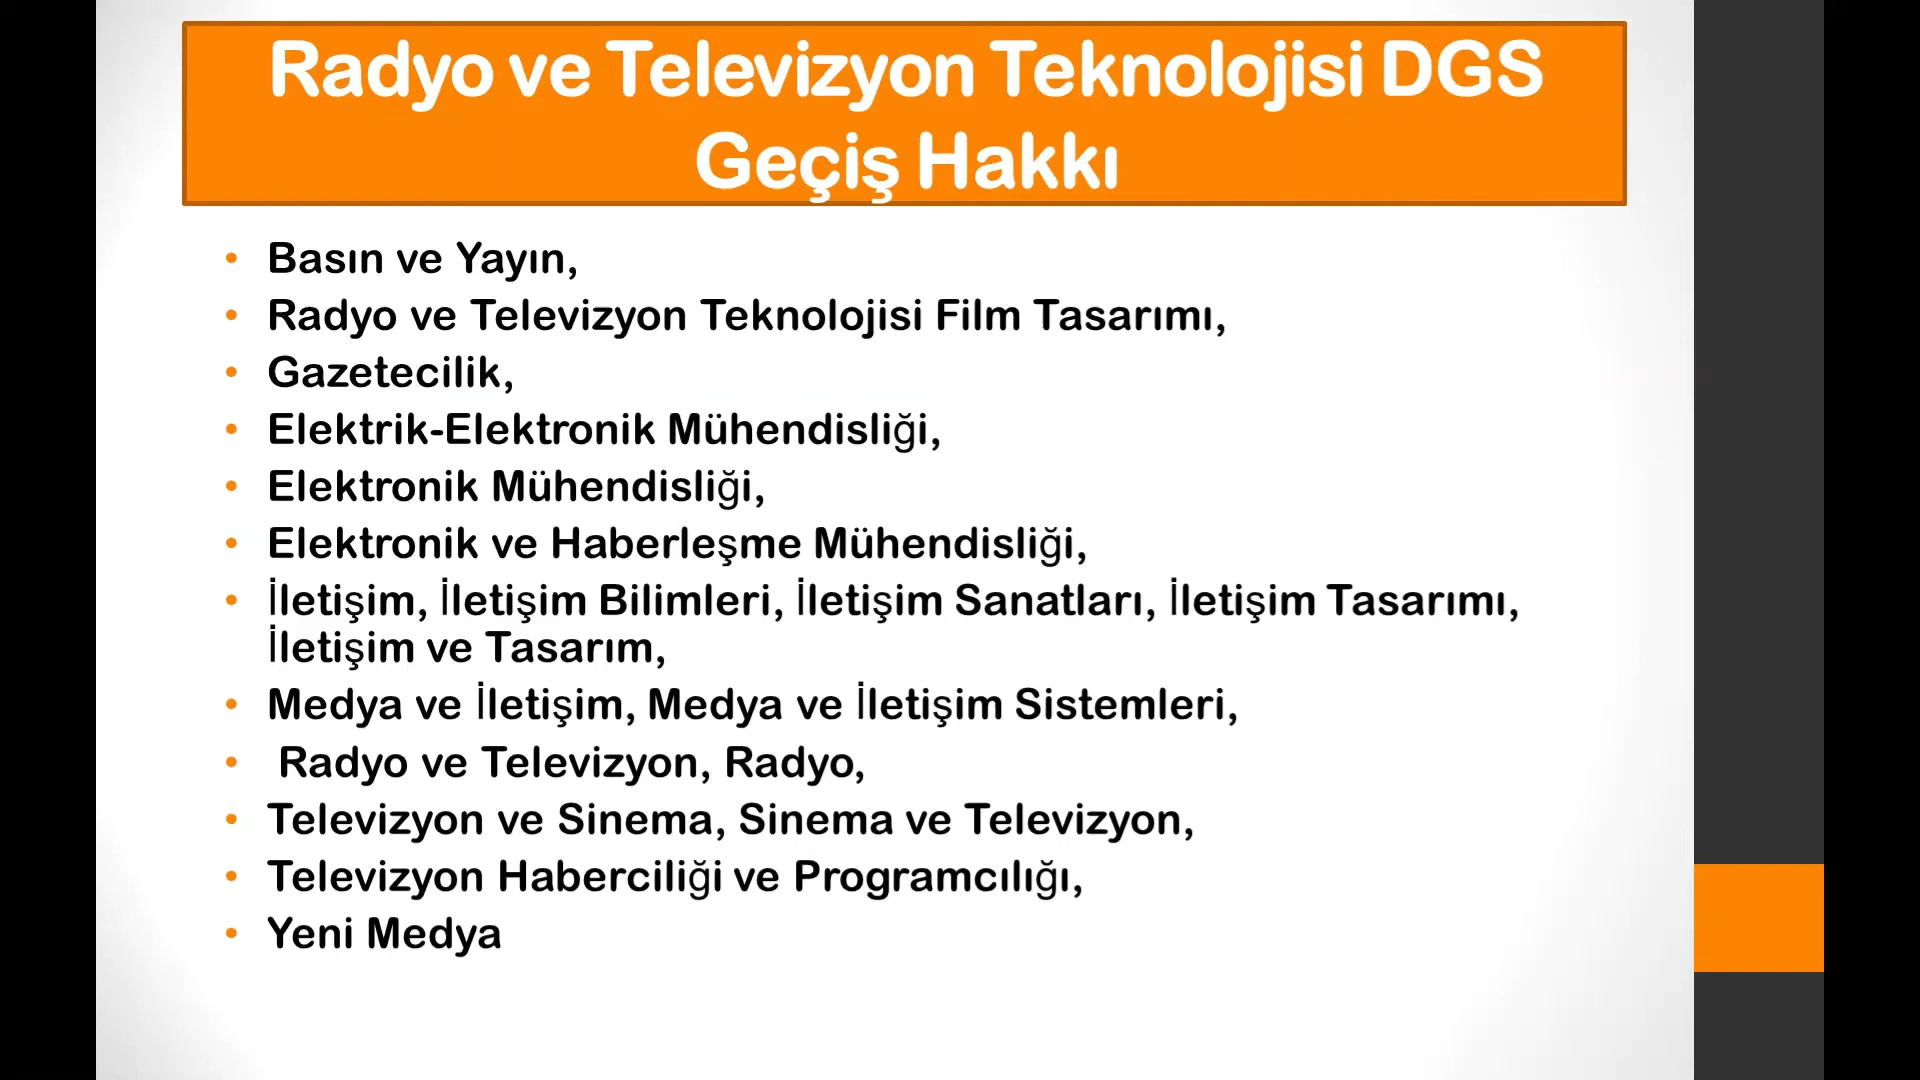 Radyo ve Televizyon Teknolojisi DGS
Geçiş Hakkı
• Basın ve Yayın,
• Radyo ve Televizyon Teknolojisi Film Tasarımı,
• Gazetecilik,
• Elektrik-Elektronik Mühendisliği,
• Elektronik Mühendisliği,
• Elektronik ve Haberleşme Mühendisliği,
• İletişim, İletişim Bilimleri, İletişim Sanatları, İletişim Tasarımı,
İletişim ve Tasarım,
• Medya ve İletişim, Medya ve İletişim Sistemleri,
• Radyo ve Televizyon, Radyo,
• Televizyon ve Sinema, Sinema ve Televizyon,
• Televizyon Haberciliği ve Programcılığı,
• Yeni Medya